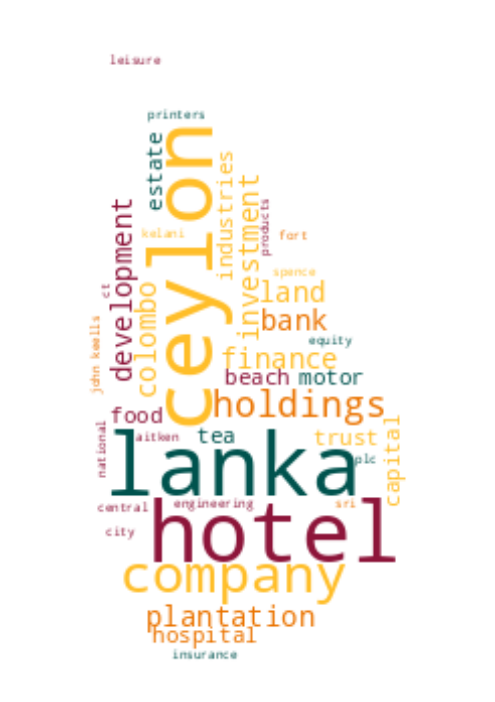 leisure
printers
estate
ceylon
industries
development
investment
products
kelani
fort
spence
ct
colombo
land
bank
john keells
equity
finance
beach
motor
holdings
food
aitken
tea
trust
national
lanka
plc
capital
central
engineering
sri
city
hotel
company
plantation
hospital
insurance